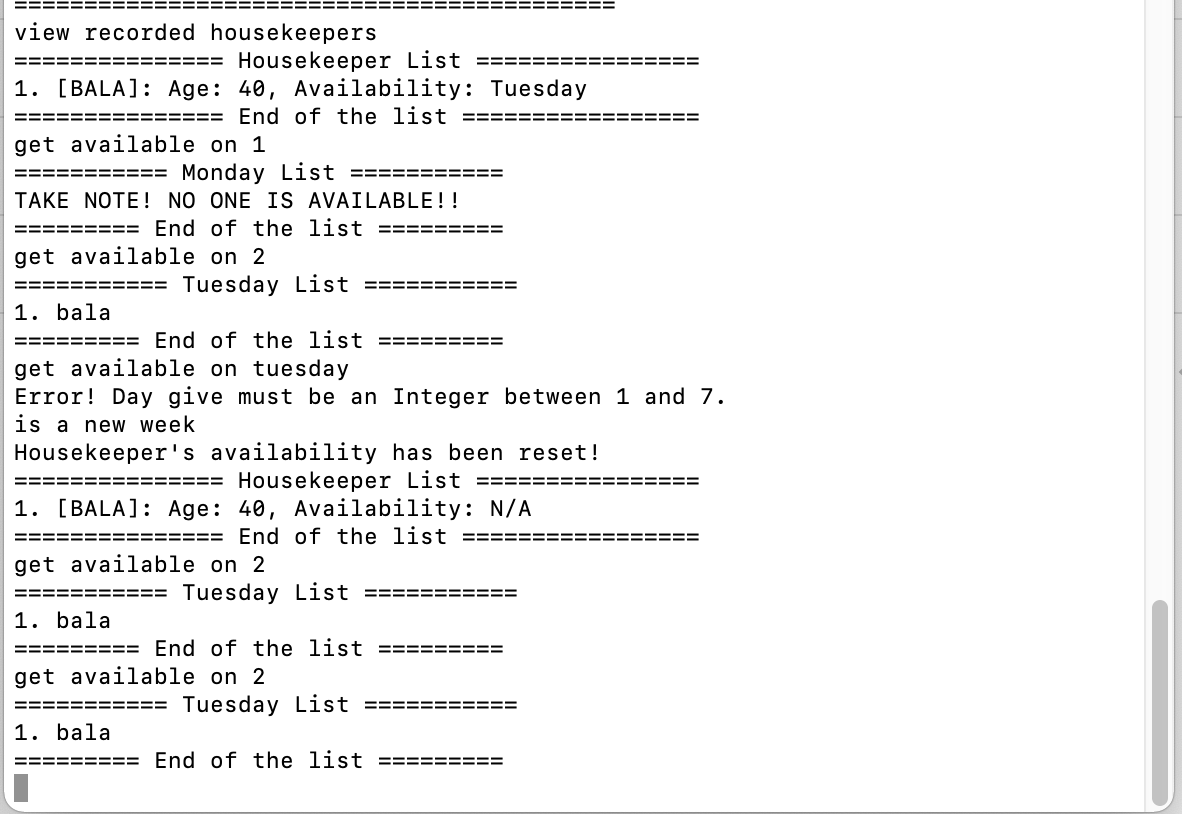 ===========================================
view recorded housekeepers
=============== Housekeeper List ================
1. [BALA]: Age: 40, Availability: Tuesday
=============== End of the list =================
get available on 1
=========== Monday List ===========
TAKE NOTE! NO ONE IS AVAILABLE!!
========= End of the list =========
get available on 2
=========== Tuesday List ===========
1. bala
========= End of the list =========
get available on tuesday
Error! Day give must be an Integer between 1 and 7.
is a new week
Housekeeper's availability has been reset!
=============== Housekeeper List ================
1. [BALA]: Age: 40, Availability: N/A
=============== End of the list =================
get available on 2
=========== Tuesday List ===========
1. bala
========= End of the list =========
get available on 2
=========== Tuesday List ===========
1. bala
========= End of the list =========